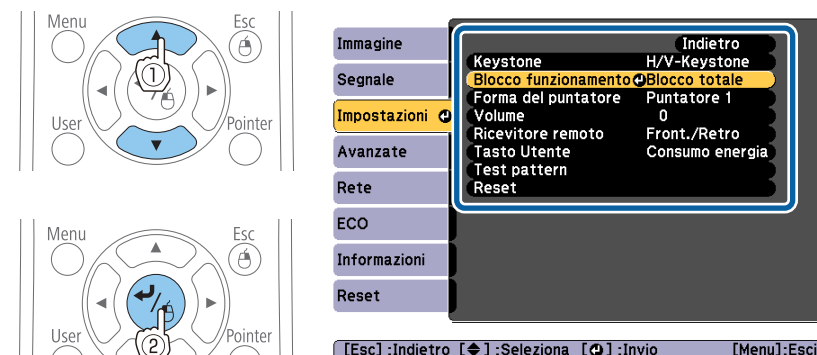 Menu
Esc
1
User
Pointer
Menu
Esc
User
2
Pointer
Immagine
Segnale
Impostazioni
Avanzate
Rete
ECO
Informazioni
Reset
Indietro
Keystone H/V-Keystone
Blocco funzionamento Blocco totale
Forma del puntatore Puntatore 1
Volume 0
Ricevitore remoto Front./Retro
Tasto Utente Consumo energia
Test pattern
Reset
[Esc] :Indietro [◆] :Seleziona [⏎] :Invio [Menu]:Esci